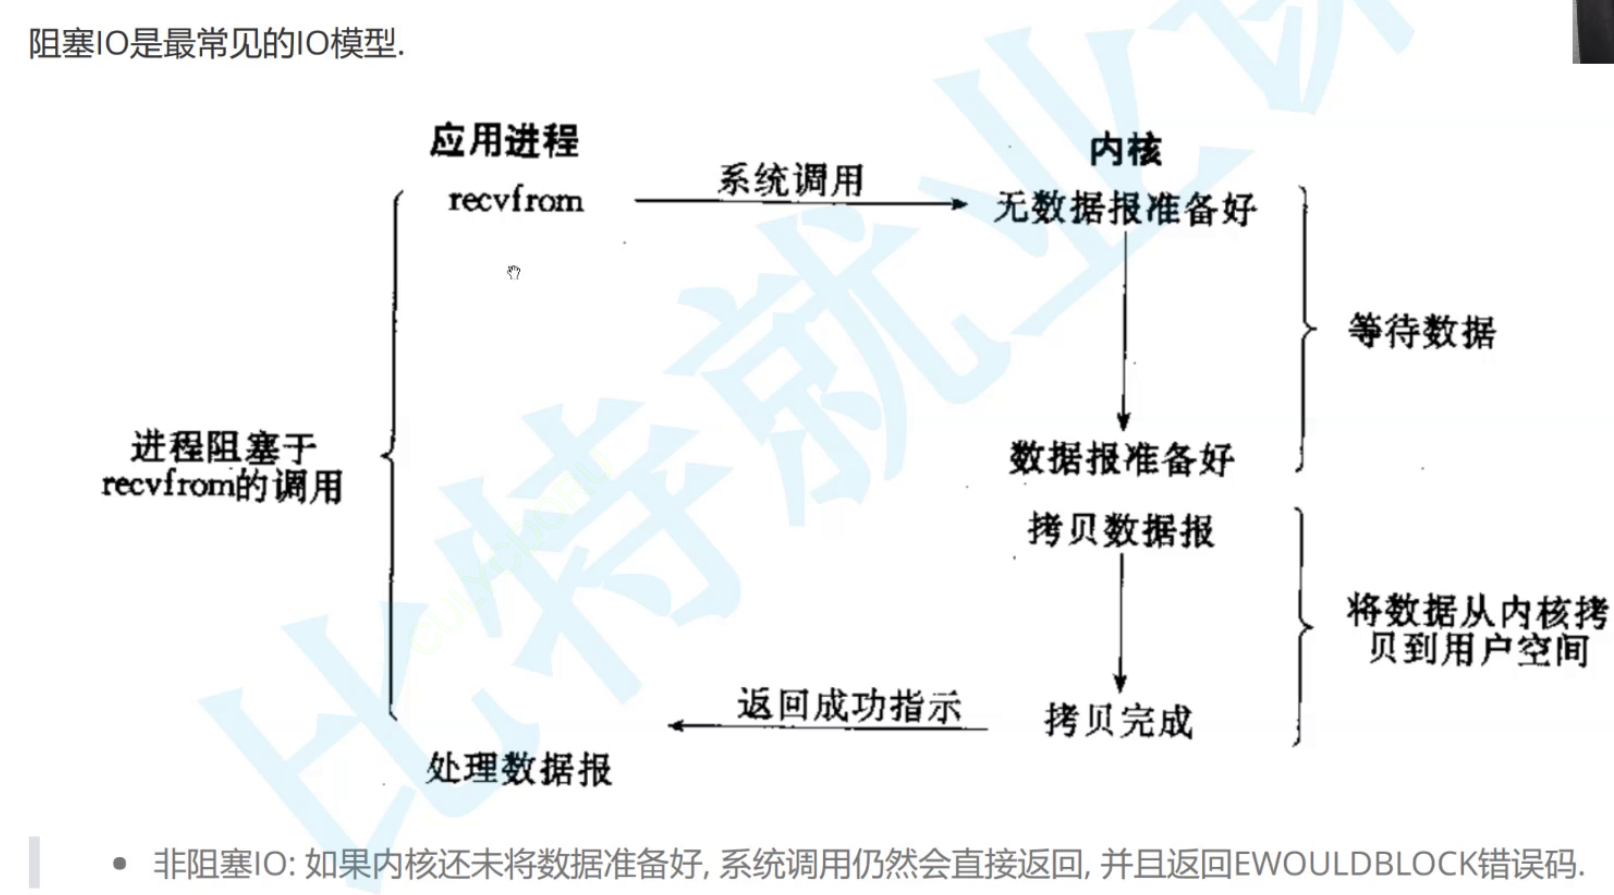 阻塞IO是最常见的IO模型.
应用进程
内核
recvfrom
系统调用
无数据报准备好
等待数据
进程阻塞于
recvfrom的调用
数据报准备好
拷贝数据报
将数据从内核拷
贝到用户空间
返回成功指示
拷贝完成
处理数据报
比特就业课
• 非阻塞IO: 如果内核还未将数据准备好, 系统调用仍然会直接返回, 并且返回EWOULDBLOCK错误码.